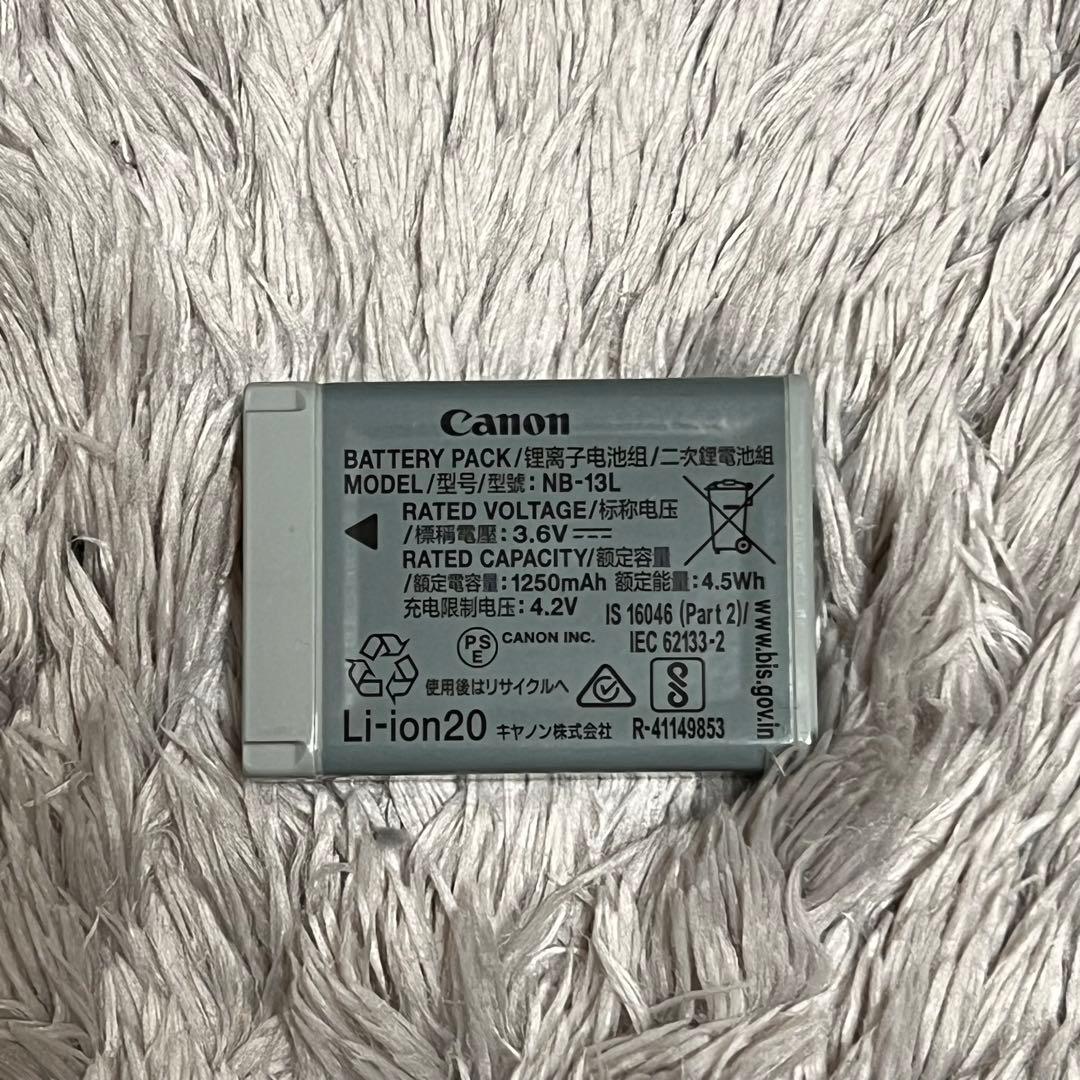 Canon
BATTERY PACK/锂离子电池组/二次鋰電池組
MODEL/型号/型號: NB-13L
RATED VOLTAGE/标称电压
/標稱電壓: 3.6V
RATED CAPACITY/额定容量
/額定電容量: 1250mAh 额定能量: 4.5Wh
充电限制电压: 4.2V
IS 16046 (Part 2)/
IEC 62133-2
PSE CANON INC.
使用後はリサイクルへ
Li-ion20 キヤノン株式会社
R-41149853
www.bis.gov.in